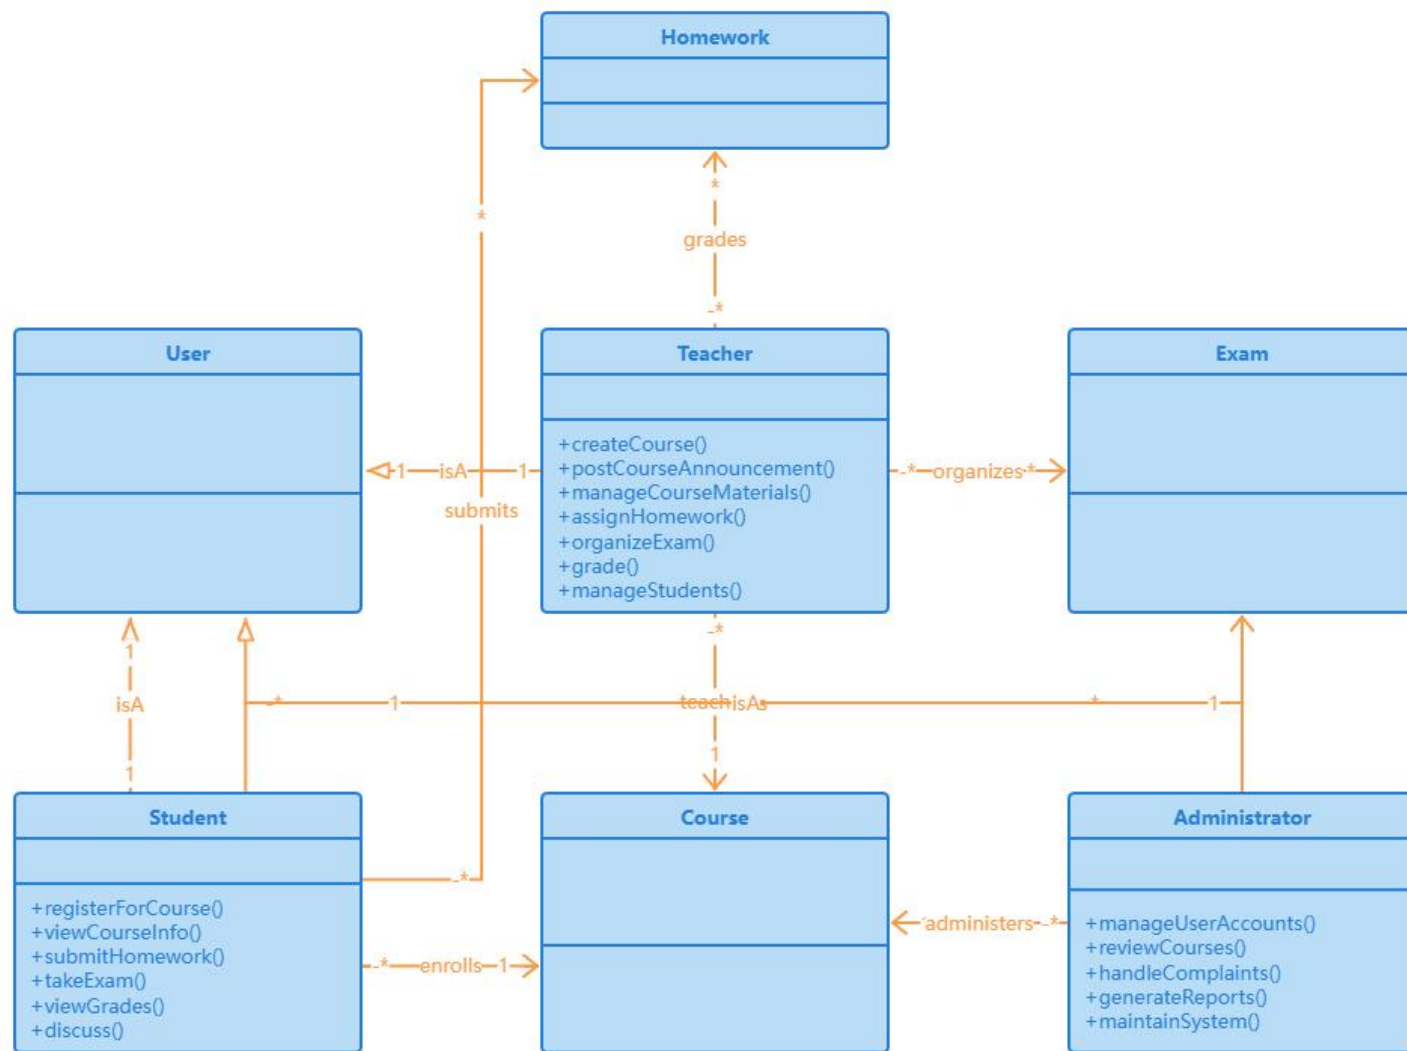 Homework
*
*
grades
-*
User
Teacher
Exam
+createCourse()
+postCourseAnnouncement()
+manageCourseMaterials()
+assignHomework()
+organizeExam()
+grade()
+manageStudents()
1 isA 1
-* organizes *
submits
-*
1
isA
1
-* 1 isA * 1
1
Student
Course
Administrator
+registerForCourse()
+viewCourseInfo()
+submitHomework()
+takeExam()
+viewGrades()
+discuss()
-*
-* enrolls 1
administers -*
+manageUserAccounts()
+reviewCourses()
+handleComplaints()
+generateReports()
+maintainSystem()